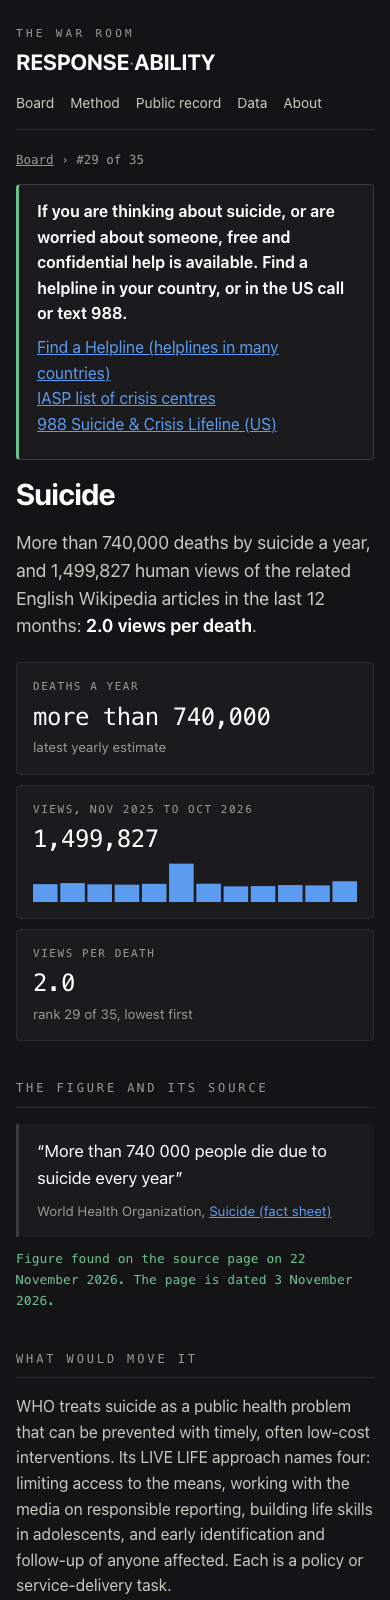 THE WAR ROOM
RESPONSE·ABILITY
Board Method Public record Data About
Board › #29 of 35
If you are thinking about suicide, or are
worried about someone, free and
confidential help is available. Find a
helpline in your country, or in the US call
or text 988.
Find a Helpline (helplines in many
countries)
IASP list of crisis centres
988 Suicide & Crisis Lifeline (US)
Suicide
More than 740,000 deaths by suicide a year,
and 1,499,827 human views of the related
English Wikipedia articles in the last 12
months: 2.0 views per death.
DEATHS A YEAR
more than 740,000
latest yearly estimate
VIEWS, NOV 2025 TO OCT 2026
1,499,827
VIEWS PER DEATH
2.0
rank 29 of 35, lowest first
THE FIGURE AND ITS SOURCE
“More than 740 000 people die due to
suicide every year”
World Health Organization, Suicide (fact sheet)
Figure found on the source page on 22
November 2026. The page is dated 3 November
2026.
WHAT WOULD MOVE IT
WHO treats suicide as a public health problem
that can be prevented with timely, often low-cost
interventions. Its LIVE LIFE approach names four:
limiting access to the means, working with the
media on responsible reporting, building life skills
in adolescents, and early identification and
follow-up of anyone affected. Each is a policy or
service-delivery task.